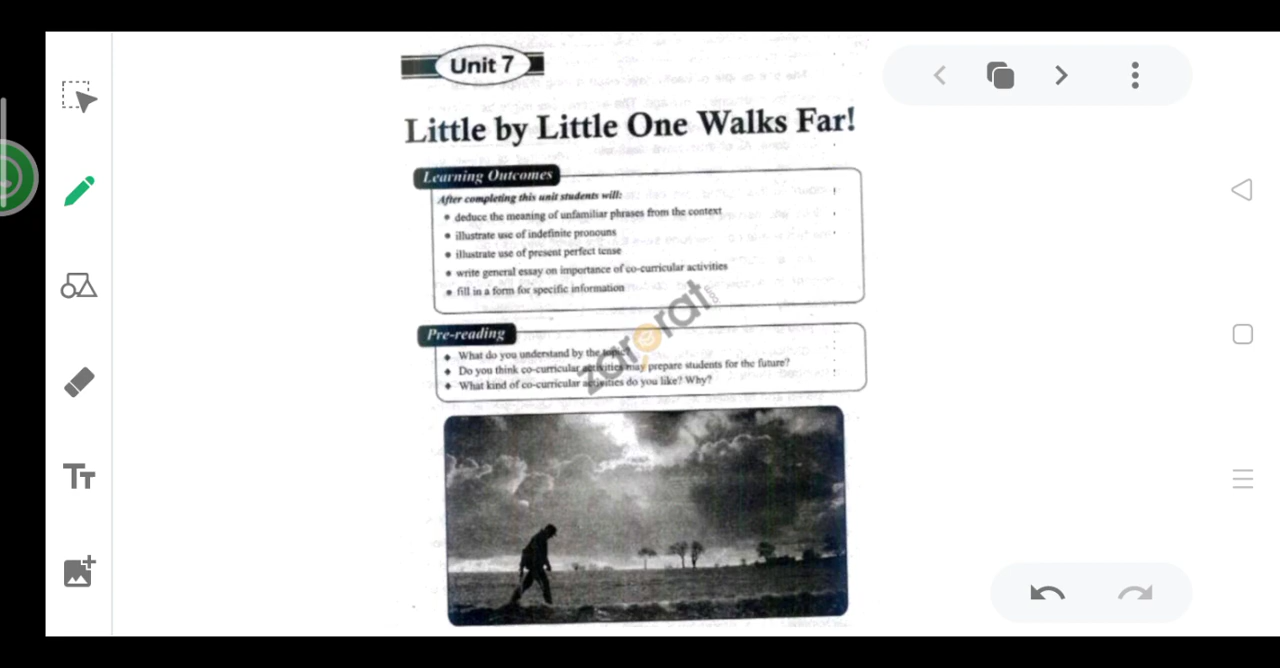 Unit 7
Little by Little One Walks Far!
Learning Outcomes
After completing this unit students will:
• deduce the meaning of unfamiliar phrases from the context
• illustrate use of indefinite pronouns
• illustrate use of present perfect tense
• write general essay on importance of co-curricular activities
• fill in a form for specific information
Pre-reading
♦ What do you understand by the topic?
♦ Do you think co-curricular activities may prepare students for the future?
♦ What kind of co-curricular activities do you like? Why?
zarorat.com
TT